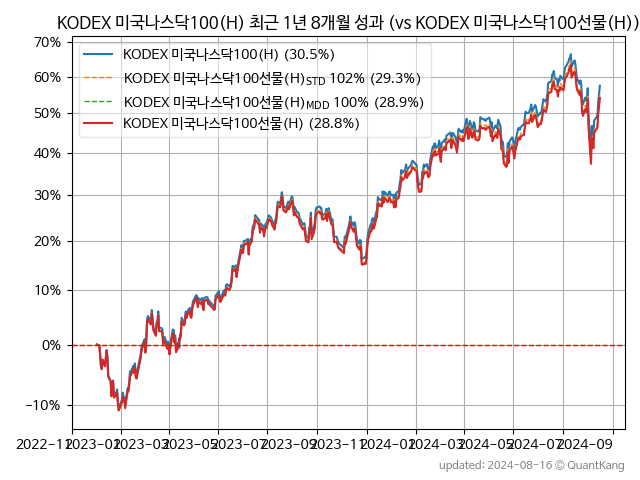 KODEX 미국나스닥100(H) 최근 1년 8개월 성과 (vs KODEX 미국나스닥100선물(H))
70%
60%
50%
40%
30%
20%
10%
0%
−10%
KODEX 미국나스닥100(H) (30.5%)
KODEX 미국나스닥100선물(H)STD 102% (29.3%)
KODEX 미국나스닥100선물(H)MDD 100% (28.9%)
KODEX 미국나스닥100선물(H) (28.8%)
2022-11 2023-01 2023-03 2023-05 2023-07 2023-09 2023-11 2024-01 2024-03 2024-05 2024-07 2024-09
updated: 2024-08-16 © QuantKang